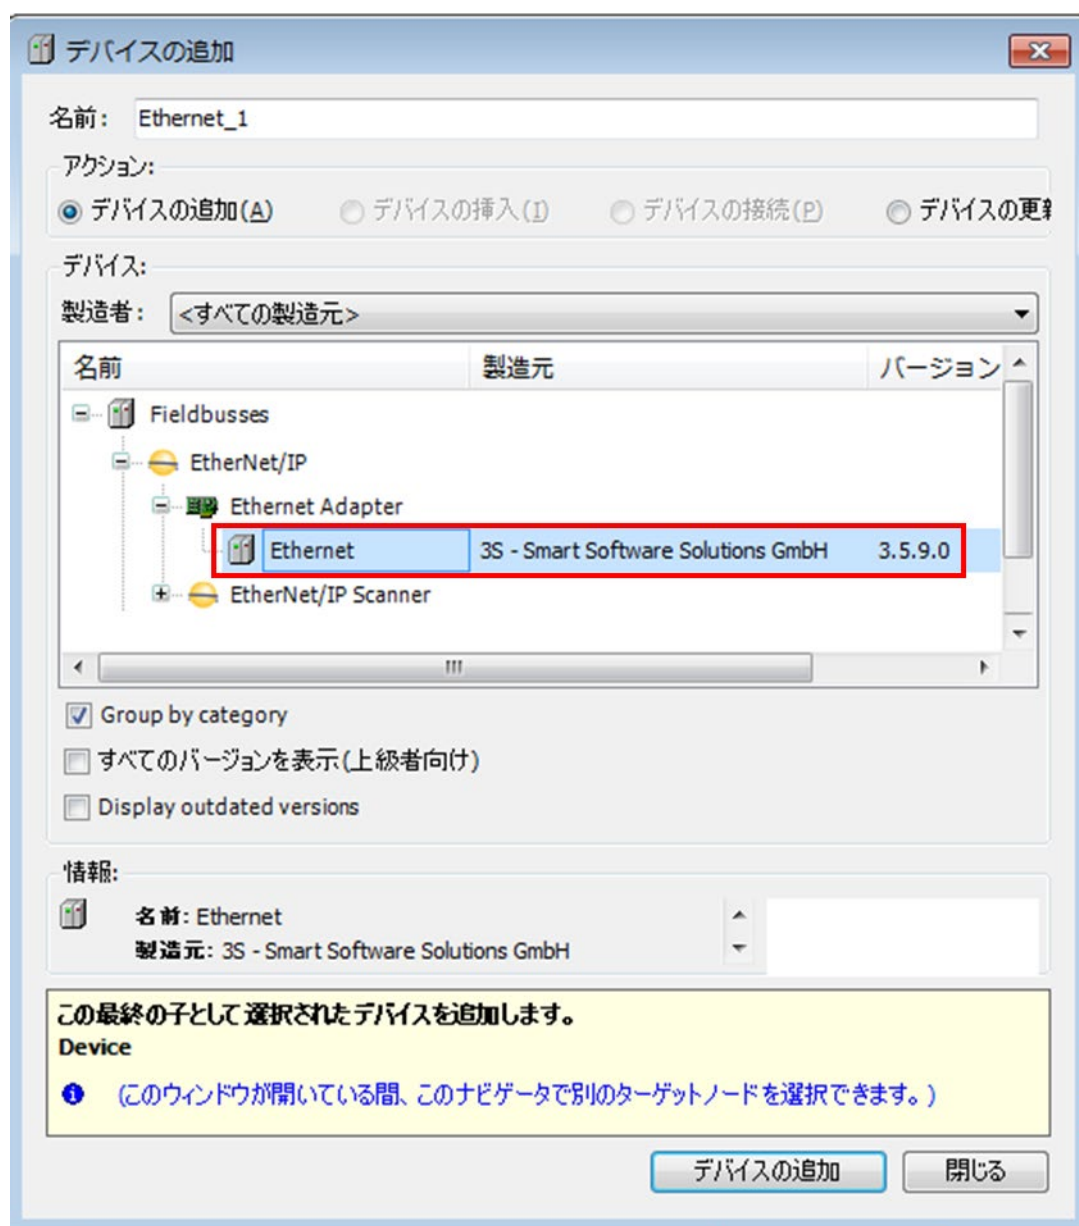 デバイスの追加
名前: Ethernet_1
アクション:
デバイスの追加(A) デバイスの挿入(I) デバイスの接続(P) デバイスの更新
デバイス:
製造者: <すべての製造元>
名前 製造元 バージョン
Fieldbusses
EtherNet/IP
Ethernet Adapter
Ethernet 3S - Smart Software Solutions GmbH 3.5.9.0
EtherNet/IP Scanner
Group by category
すべてのバージョンを表示(上級者向け)
Display outdated versions
情報:
名前: Ethernet
製造元: 3S - Smart Software Solutions GmbH
この最終の子として選択されたデバイスを追加します。
Device
(このウィンドウが開いている間、このナビゲータで別のターゲットノードを選択できます。)
デバイスの追加 閉じる